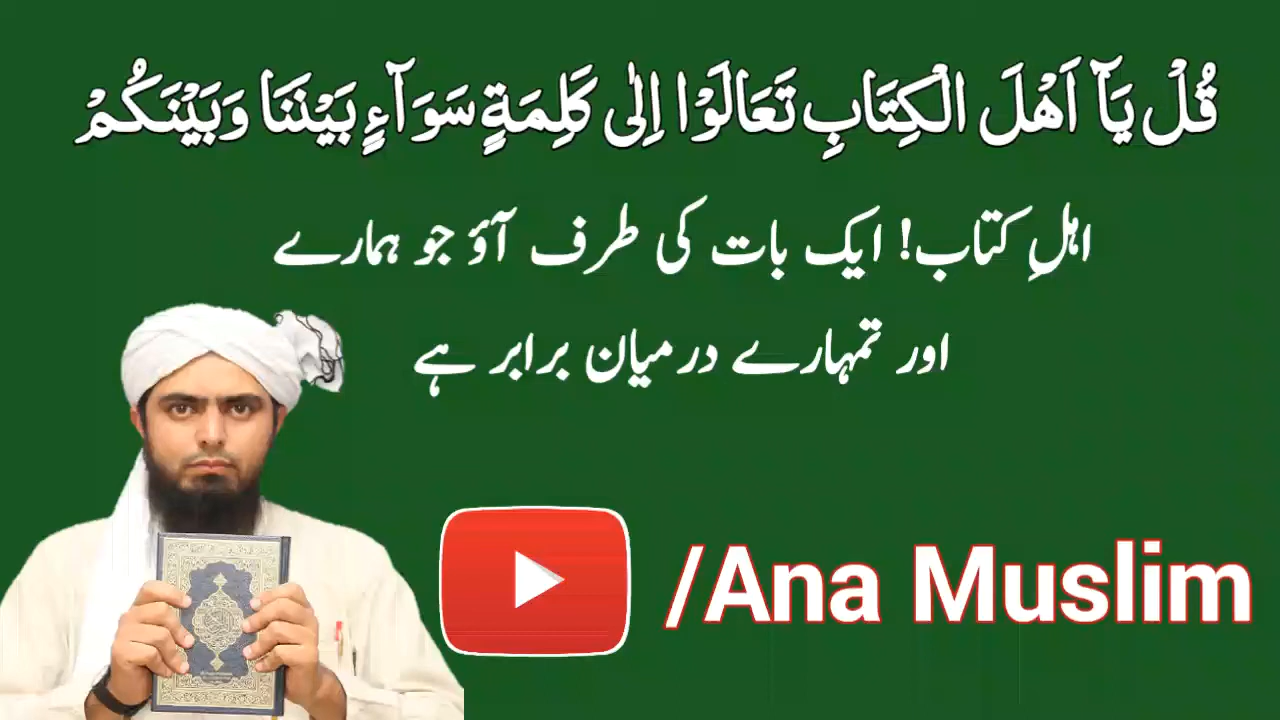 قُلْ يَآ اَهْلَ الْكِتَابِ تَعَالَوْا اِلٰى كَلِمَةٍ سَوَآءٍ بَيْنَنَا وَبَيْنَكُمْ
اہلِ کتاب! ایک بات کی طرف آؤ جو ہمارے
اور تمہارے درمیان برابر ہے
/Ana Muslim